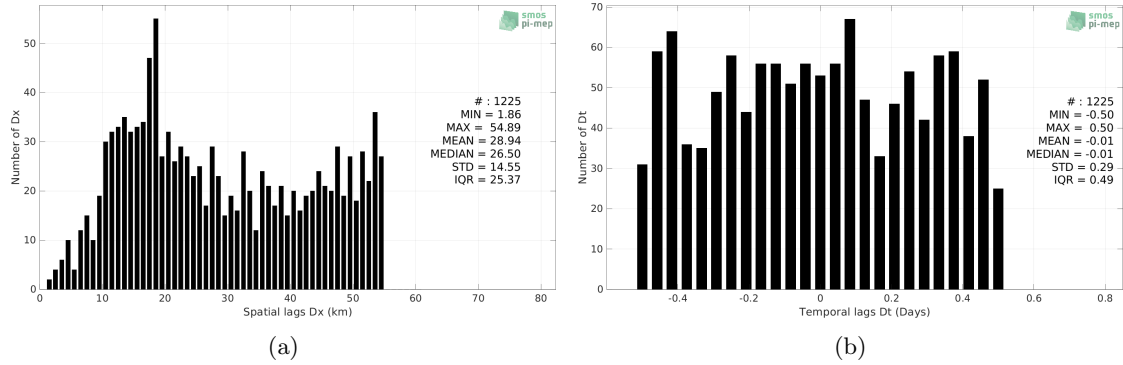 smos
pi-mep
50
40
30
20
10
0
Number of Dx
# : 1225
MIN = 1.86
MAX = 54.89
MEAN = 28.94
MEDIAN = 26.50
STD = 14.55
IQR = 25.37
0 10 20 30 40 50 60 70 80
Spatial lags Dx (km)
(a)
smos
pi-mep
70
60
50
40
30
20
10
0
Number of Dt
# : 1225
MIN = -0.50
MAX = 0.50
MEAN = -0.01
MEDIAN = -0.01
STD = 0.29
IQR = 0.49
-0.4 -0.2 0 0.2 0.4 0.6 0.8
Temporal lags Dt (Days)
(b)